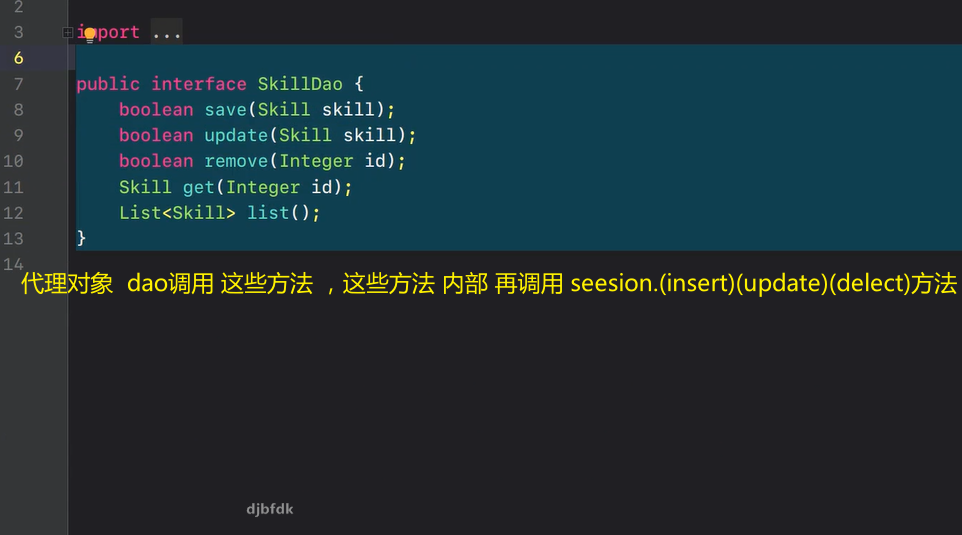 2
3 import ...
6
7 public interface SkillDao {
8 boolean save(Skill skill);
9 boolean update(Skill skill);
10 boolean remove(Integer id);
11 Skill get(Integer id);
12 List<Skill> list();
13 }
14
代理对象 dao调用 这些方法 ，这些方法 内部 再调用 seesion.(insert)(update)(delect)方法
djbfdk